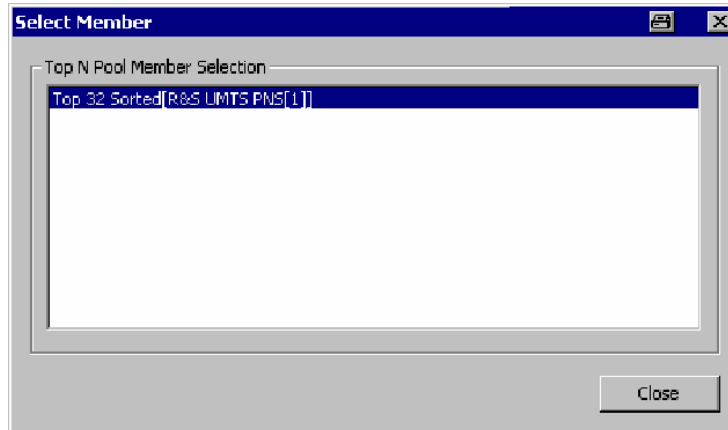 Select Member
Top N Pool Member Selection
Top 32 Sorted[R&S UMTS PNS[1]]
Close